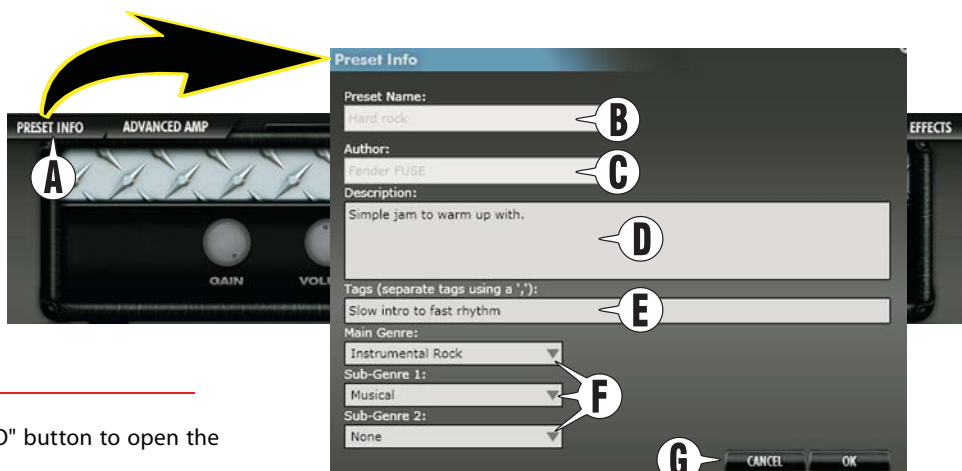 PRESET INFO
ADVANCED AMP
EFFECTS
A
GAIN
VOL
Preset Info
Preset Name:
Hard rock
B
Author:
Fender FUSE
C
Description:
Simple jam to warm up with.
D
Tags (separate tags using a ','):
Slow intro to fast rhythm
E
Main Genre:
Instrumental Rock
Sub-Genre 1:
Musical
F
Sub-Genre 2:
None
G
CANCEL
OK
O" button to open the